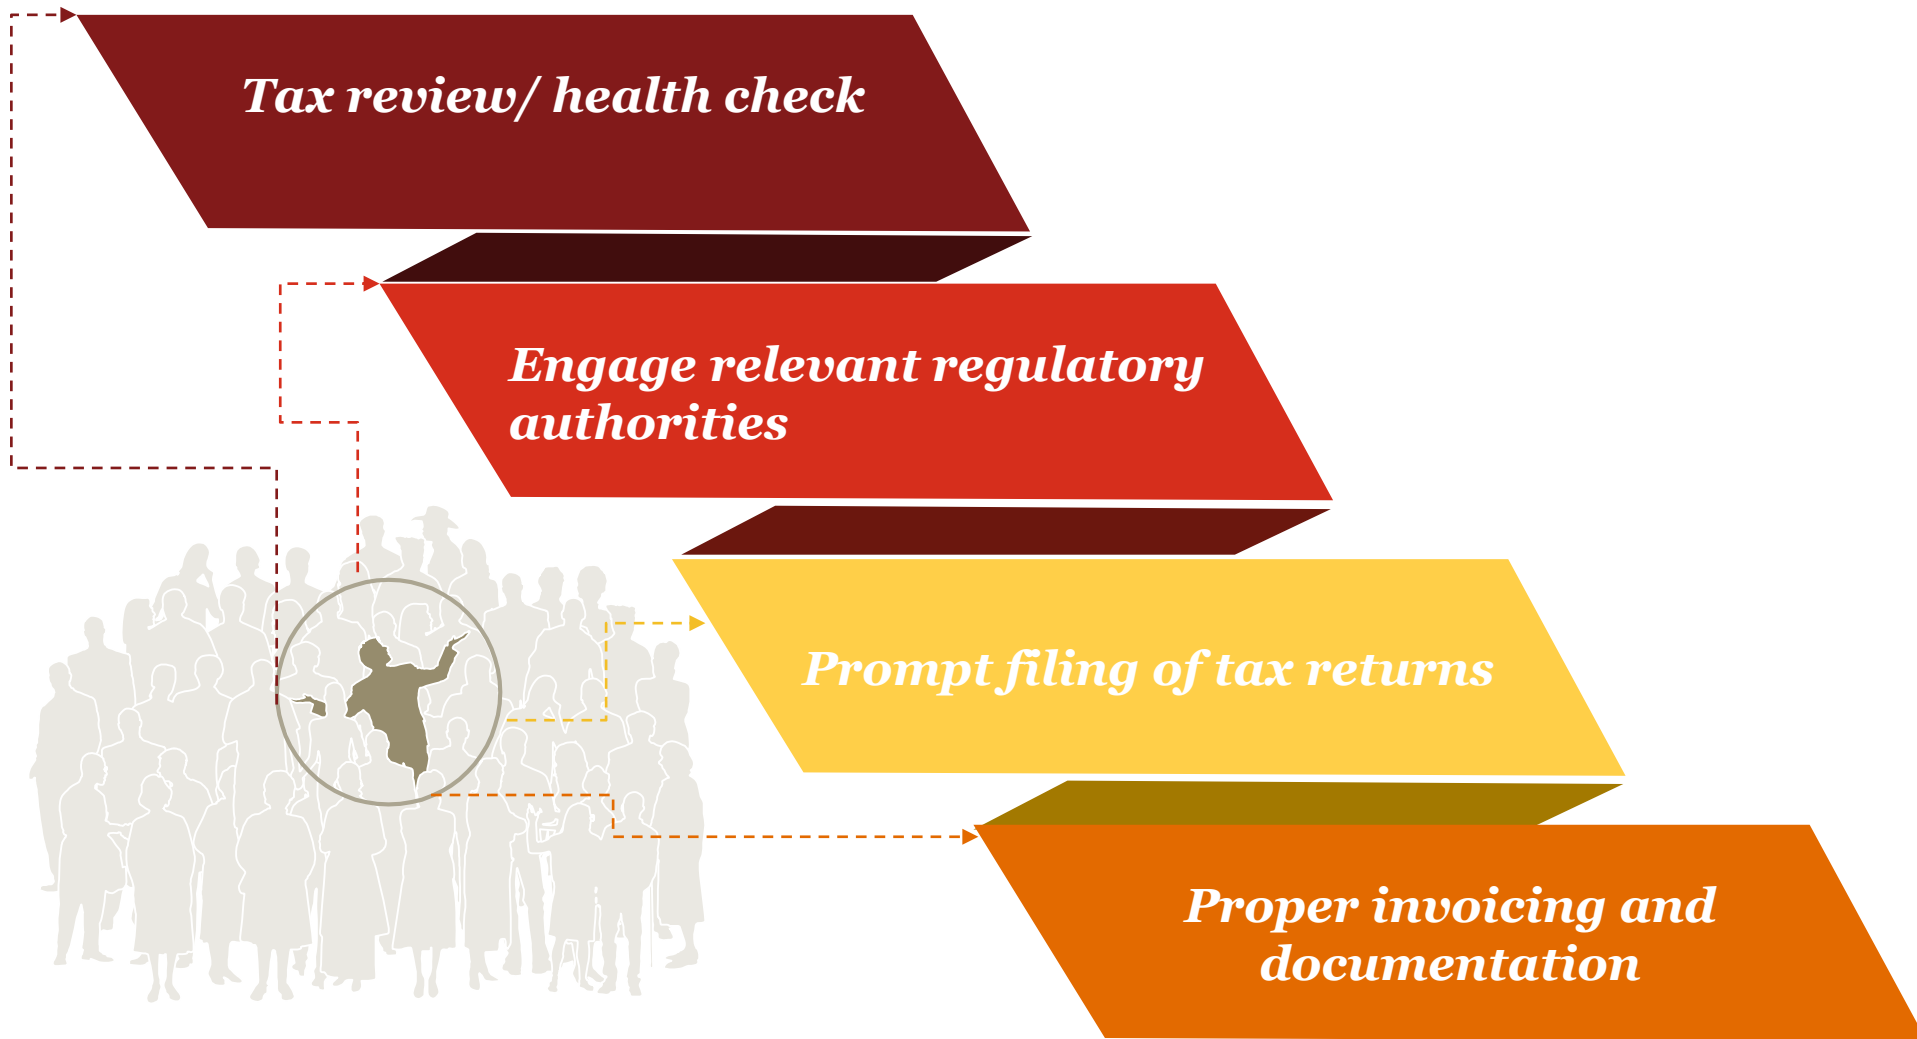 Tax review/ health check
Engage relevant regulatory
authorities
Prompt filing of tax returns
Proper invoicing and
documentation